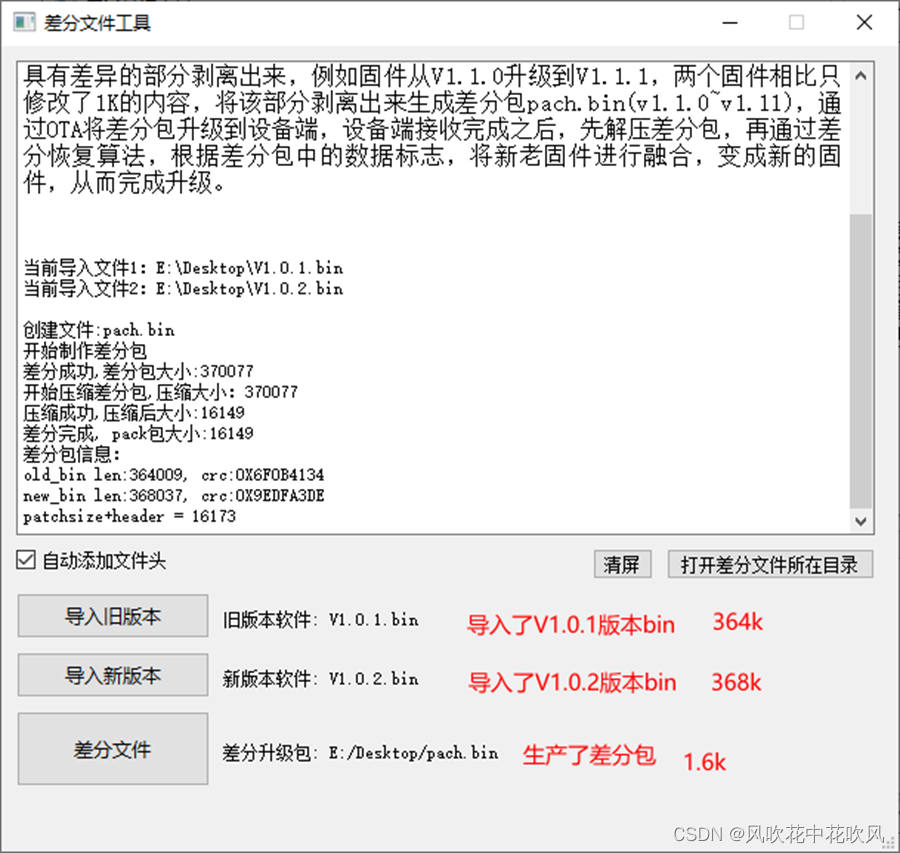 差分文件工具
具有差异的部分剥离出来，例如固件从V1.1.0升级到V1.1.1，两个固件相比只
修改了1K的内容，将该部分剥离出来生成差分包pach.bin(v1.1.0~v1.11)，通
过OTA将差分包升级到设备端，设备端接收完成之后，先解压差分包，再通过差
分恢复算法，根据差分包中的数据标志，将新老固件进行融合，变成新的固
件，从而完成升级。
当前导入文件1: E:\Desktop\V1.0.1.bin
当前导入文件2: E:\Desktop\V1.0.2.bin
创建文件:pach.bin
开始制作差分包
差分成功,差分包大小:370077
开始压缩差分包,压缩大小: 370077
压缩成功,压缩后大小:16149
差分完成, pack包大小:16149
差分包信息:
old_bin len:364009, crc:0X6F0B4134
new_bin len:368037, crc:0X9EDFA3DE
patchsize+header = 16173
自动添加文件头 清屏 打开差分文件所在目录
导入旧版本 旧版本软件: V1.0.1.bin 导入了V1.0.1版本bin 364k
导入新版本 新版本软件: V1.0.2.bin 导入了V1.0.2版本bin 368k
差分文件 差分升级包: E:/Desktop/pach.bin 生产了差分包 1.6k
CSDN @风吹花中花吹风